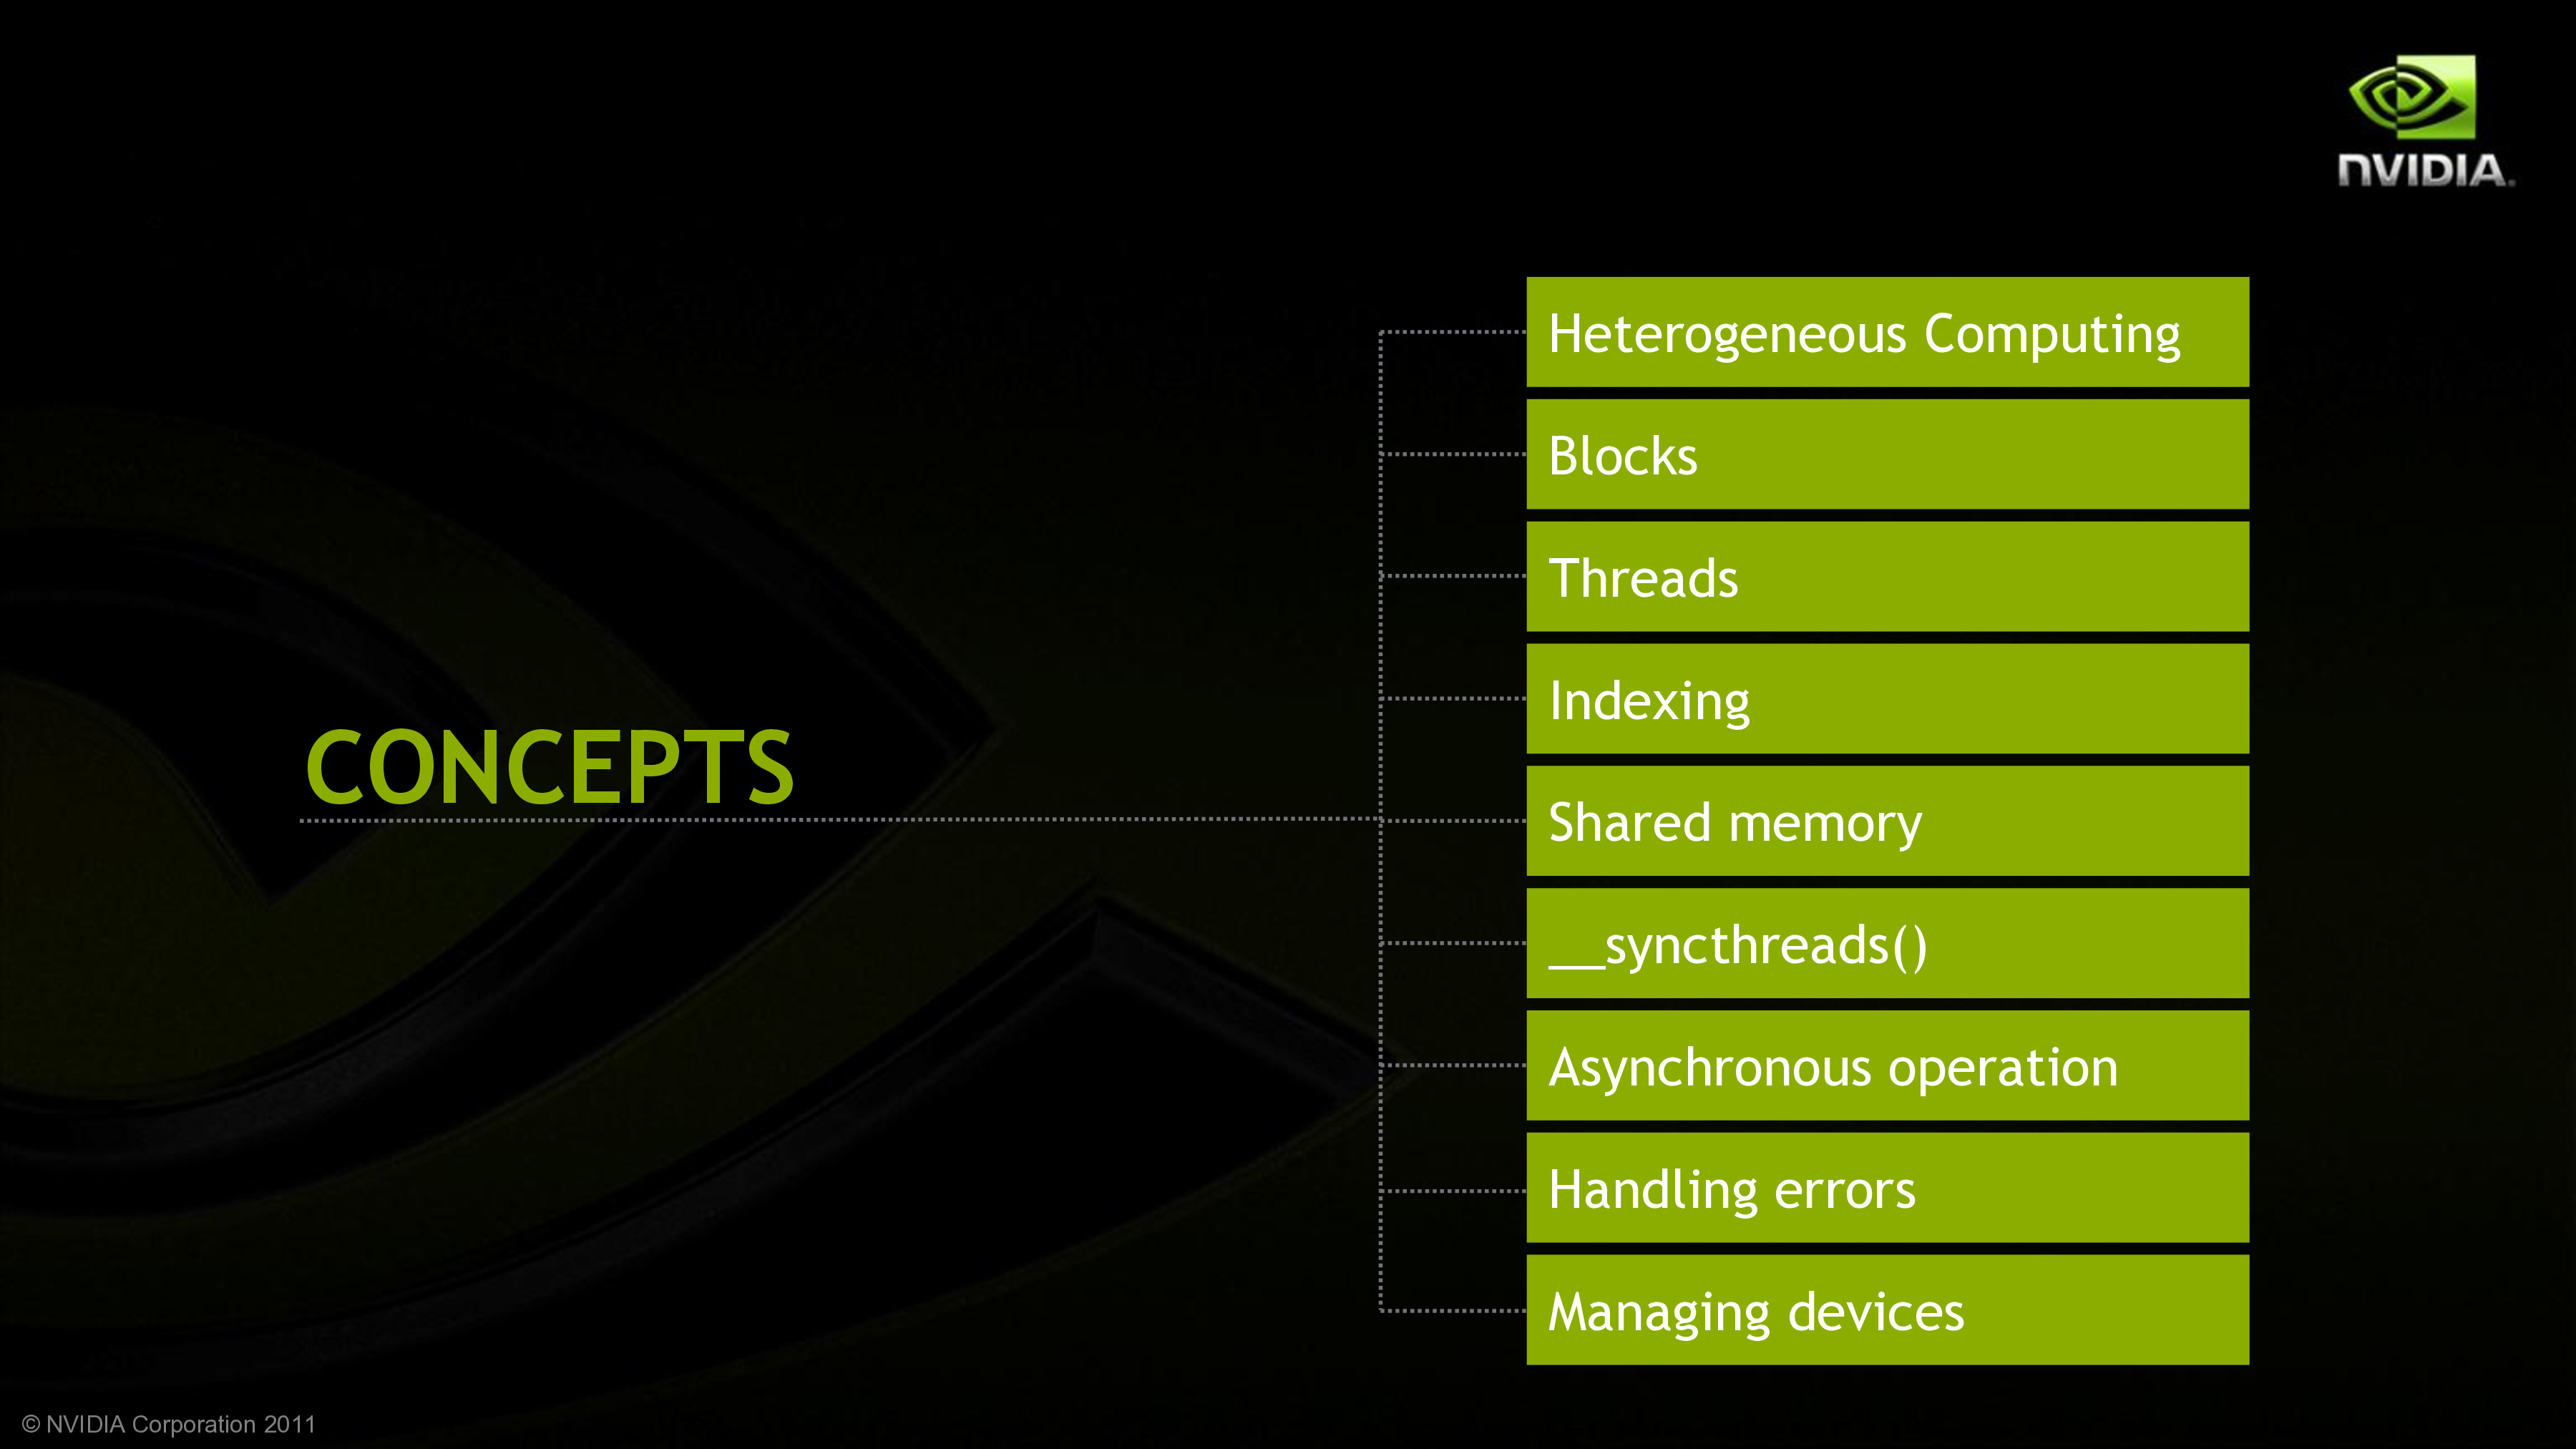 NVIDIA.
Heterogeneous Computing
Blocks
Threads
Indexing
CONCEPTS
Shared memory
__syncthreads()
Asynchronous operation
Handling errors
Managing devices
© NVIDIA Corporation 2011